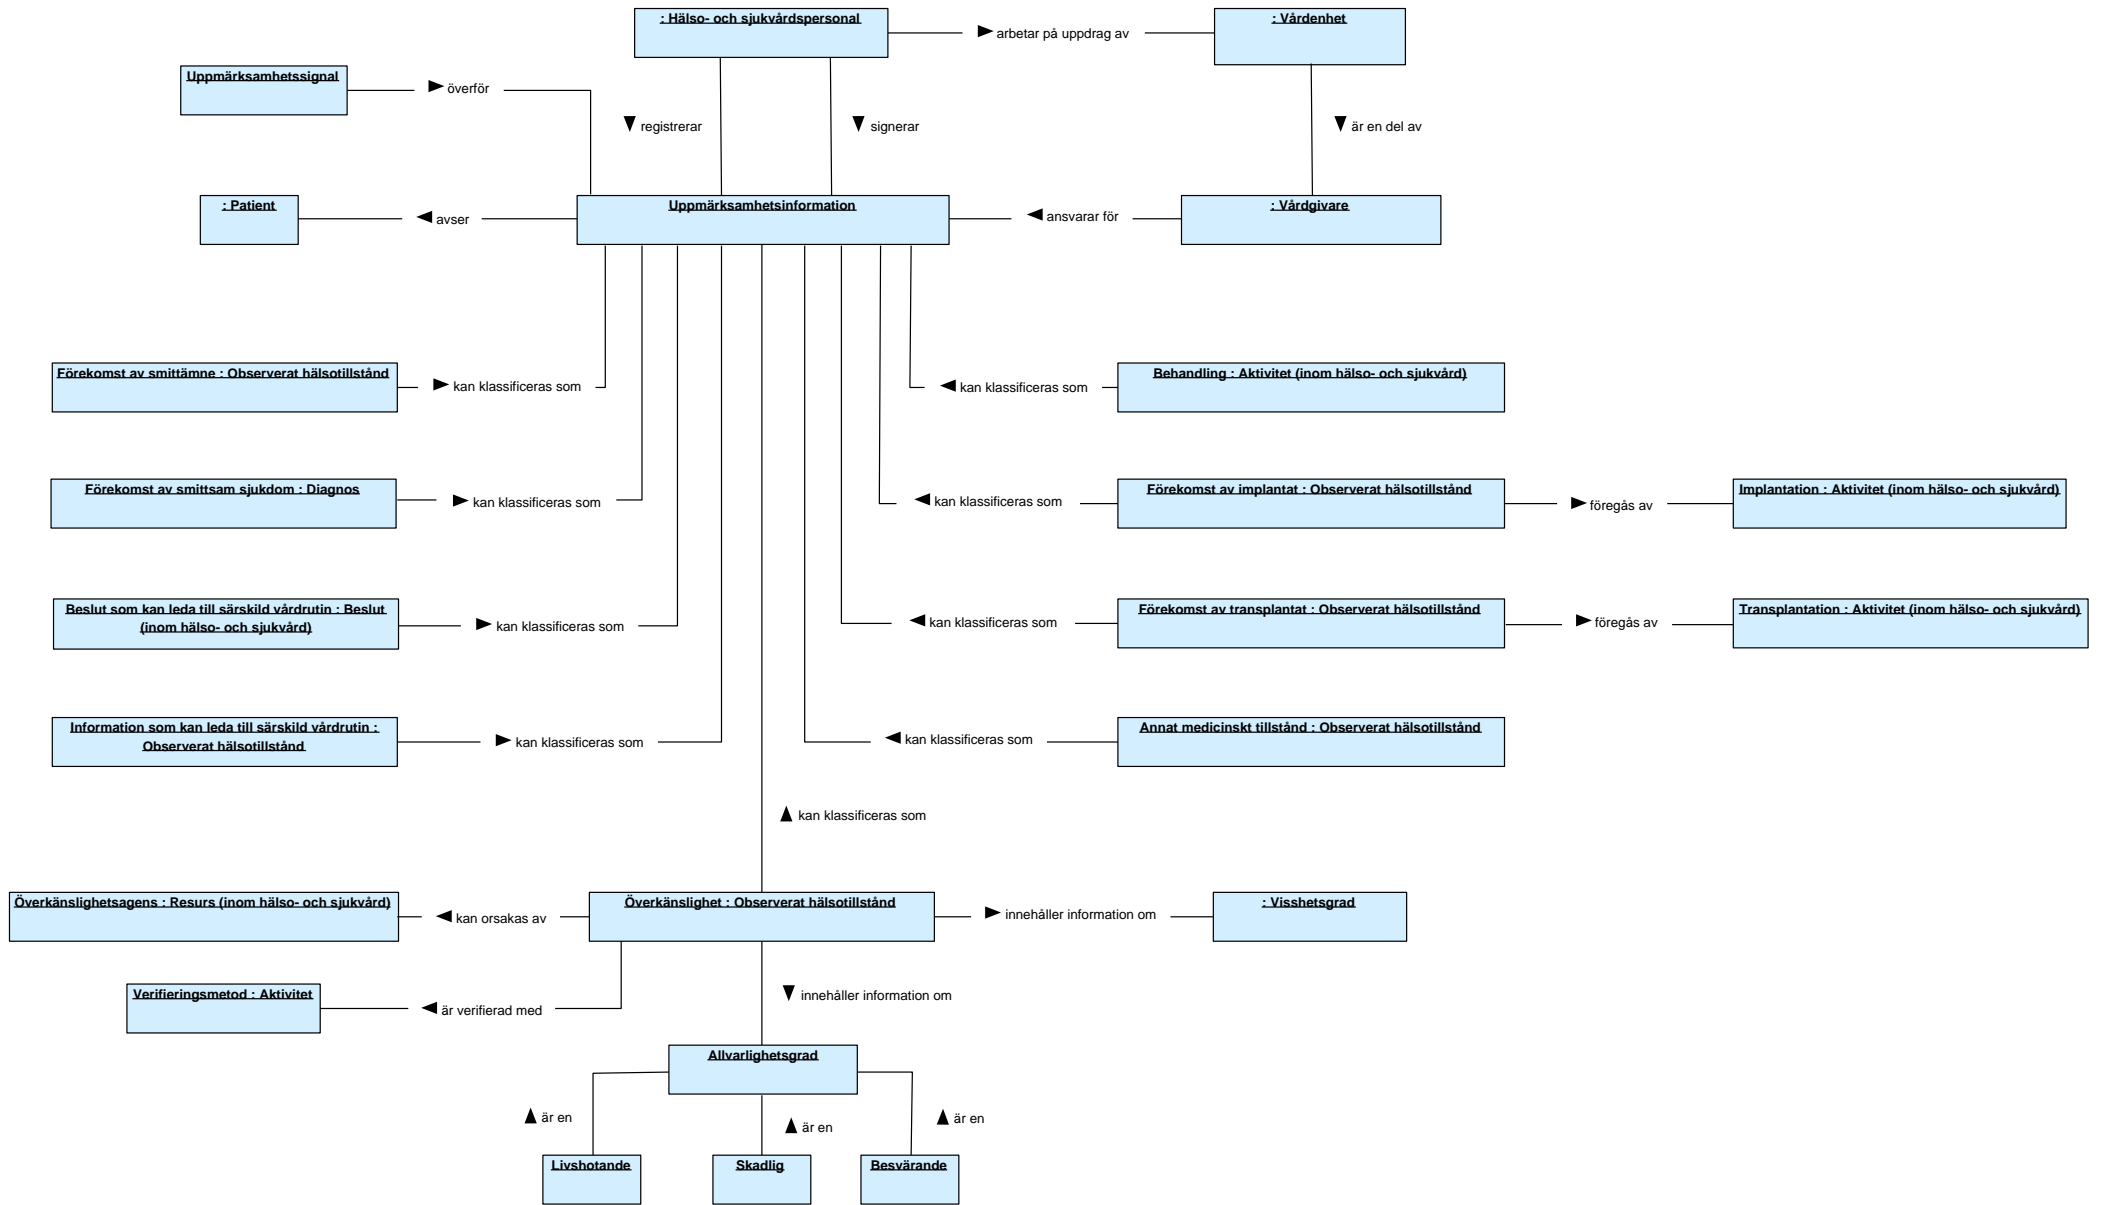 : Hälso- och sjukvårdspersonal
arbetar på uppdrag av
: Vårdenhet
Uppmärksamhetssignal
överför
registrerar
signerar
är en del av
: Patient
avser
Uppmärksamhetsinformation
ansvarar för
: Vårdgivare
Förekomst av smittämne : Observerat hälsotillstånd
kan klassificeras som
kan klassificeras som
Behandling : Aktivitet (inom hälso- och sjukvård)
Förekomst av smittsam sjukdom : Diagnos
kan klassificeras som
kan klassificeras som
Förekomst av implantat : Observerat hälsotillstånd
föregås av
Implantation : Aktivitet (inom hälso- och sjukvård)
Beslut som kan leda till särskild vårdrutin : Beslut
(inom hälso- och sjukvård)
kan klassificeras som
kan klassificeras som
Förekomst av transplantat : Observerat hälsotillstånd
föregås av
Transplantation : Aktivitet (inom hälso- och sjukvård)
Information som kan leda till särskild vårdrutin :
Observerat hälsotillstånd
kan klassificeras som
kan klassificeras som
Annat medicinskt tillstånd : Observerat hälsotillstånd
kan klassificeras som
Överkänslighetsagens : Resurs (inom hälso- och sjukvård)
kan orsakas av
Överkänslighet : Observerat hälsotillstånd
innehåller information om
: Visshetsgrad
Verifieringsmetod : Aktivitet
är verifierad med
innehåller information om
Allvarlighetsgrad
är en
är en
är en
Livshotande
Skadlig
Besvärande